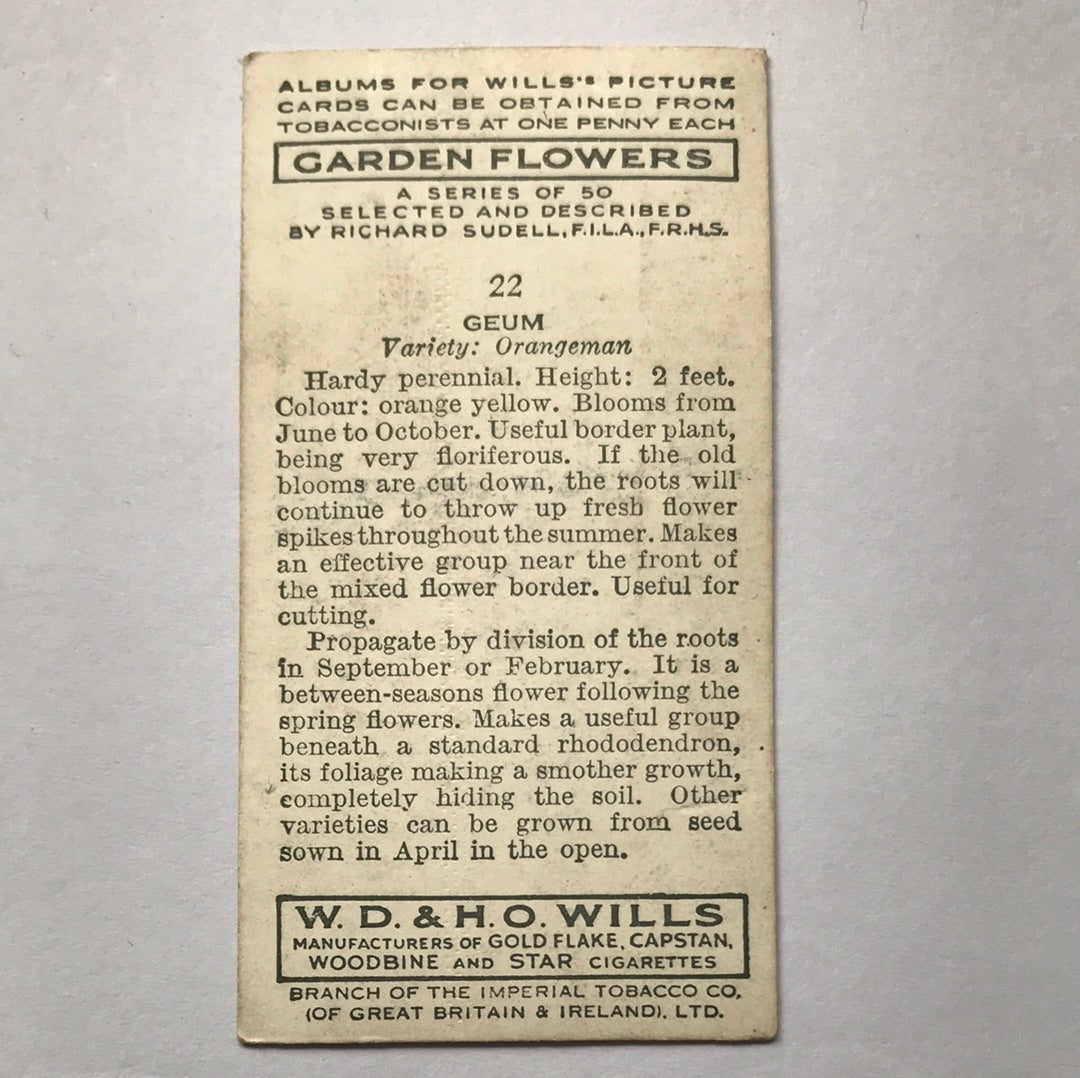 ALBUMS FOR WILLS'S PICTURE
CARDS CAN BE OBTAINED FROM
TOBACCONISTS AT ONE PENNY EACH
GARDEN FLOWERS
A SERIES OF 50
SELECTED AND DESCRIBED
BY RICHARD SUDELL, F.I.L.A., F.R.H.S.
22
GEUM
Variety: Orangeman
Hardy perennial. Height: 2 feet.
Colour: orange yellow. Blooms from
June to October. Useful border plant,
being very floriferous. If the old
blooms are cut down, the roots will
continue to throw up fresh flower
spikes throughout the summer. Makes
an effective group near the front of
the mixed flower border. Useful for
cutting.
Propagate by division of the roots
in September or February. It is a
between-seasons flower following the
spring flowers. Makes a useful group
beneath a standard rhododendron,
its foliage making a smother growth,
completely hiding the soil. Other
varieties can be grown from seed
sown in April in the open.
W. D. & H. O. WILLS
MANUFACTURERS OF GOLD FLAKE, CAPSTAN,
WOODBINE AND STAR CIGARETTES
BRANCH OF THE IMPERIAL TOBACCO CO.
(OF GREAT BRITAIN & IRELAND), LTD.